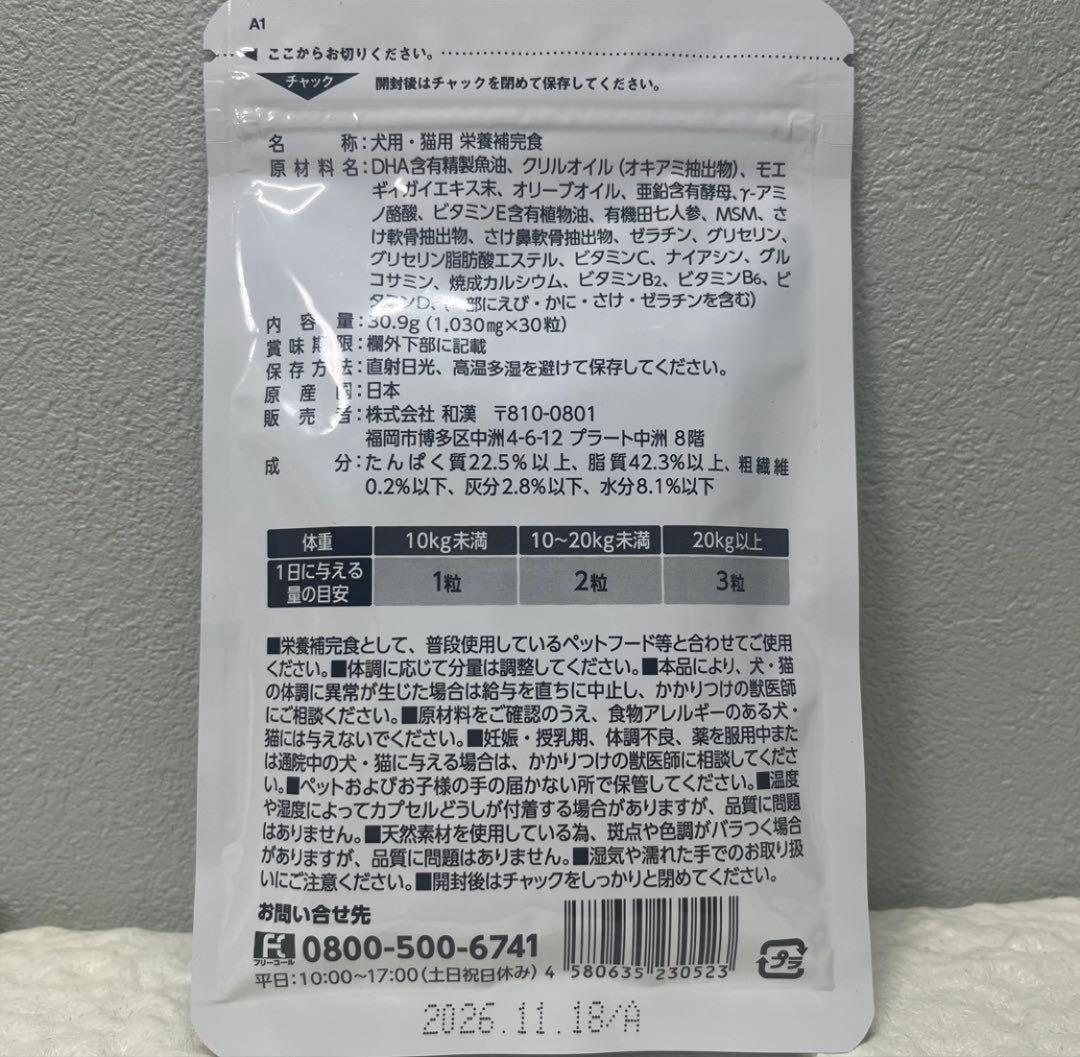 A1
ここからお切りください。
チャック
開封後はチャックを閉めて保存してください。
名称:犬用・猫用 栄養補完食
原材料名:DHA含有精製魚油、クリルオイル(オキアミ抽出物)、モエ
ギイガイエキス末、オリーブオイル、亜鉛含有酵母、γ-アミ
ノ酪酸、ビタミンE含有植物油、有機田七人参、MSM、さ
け軟骨抽出物、さけ鼻軟骨抽出物、ゼラチン、グリセリン、
グリセリン脂肪酸エステル、ビタミンC、ナイアシン、グル
コサミン、焼成カルシウム、ビタミンB2、ビタミンB6、ビ
タミンD、部にえび・かに・さけ・ゼラチンを含む)
内容量:30.9g(1,030mg×30粒)
賞味期限:欄外下部に記載
保存方法:直射日光、高温多湿を避けて保存してください。
原産国:日本
販売者:株式会社 和漢 〒810-0801
福岡市博多区中洲4-6-12 プラート中洲 8階
成分:たんぱく質22.5%以上、脂質42.3%以上、粗繊維
0.2%以下、灰分2.8%以下、水分8.1%以下
体重 10kg未満 10〜20kg未満 20kg以上
1日に与える量の目安 1粒 2粒 3粒
■栄養補完食として、普段使用しているペットフード等と合わせてご使用
ください。■体調に応じて分量は調整してください。■本品により、犬・猫
の体調に異常が生じた場合は給与を直ちに中止し、かかりつけの獣医師
にご相談ください。■原材料をご確認のうえ、食物アレルギーのある犬・
猫には与えないでください。■妊娠・授乳期、体調不良、薬を服用中また
は通院中の犬・猫に与える場合は、かかりつけの獣医師に相談してくださ
い。■ペットおよびお子様の手の届かない所で保管してください。■温度
や湿度によってカプセルどうしが付着する場合がありますが、品質に問題
はありません。■天然素材を使用している為、斑点や色調がバラつく場合
がありますが、品質に問題はありません。■湿気や濡れた手でのお取り扱
いにご注意ください。■開封後はチャックをしっかりと閉めてください。
お問い合せ先
フリーコール 0800-500-6741
平日:10:00〜17:00(土日祝日休み)
4 580635 230523
プラ
2026.11.18/A